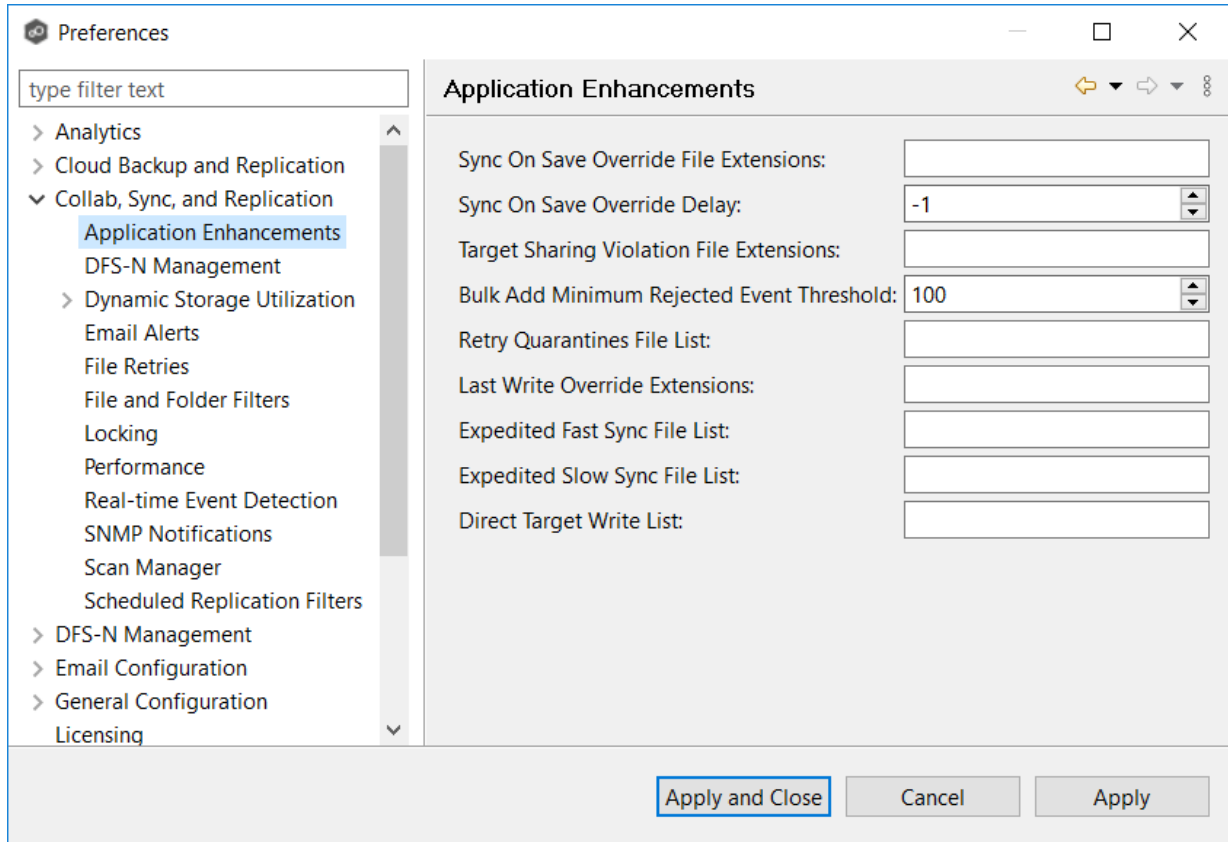 Preferences
type filter text
Analytics
Cloud Backup and Replication
Collab, Sync, and Replication
Application Enhancements
DFS-N Management
Dynamic Storage Utilization
Email Alerts
File Retries
File and Folder Filters
Locking
Performance
Real-time Event Detection
SNMP Notifications
Scan Manager
Scheduled Replication Filters
DFS-N Management
Email Configuration
General Configuration
Licensing
Application Enhancements
Sync On Save Override File Extensions:
Sync On Save Override Delay: -1
Target Sharing Violation File Extensions:
Bulk Add Minimum Rejected Event Threshold: 100
Retry Quarantines File List:
Last Write Override Extensions:
Expedited Fast Sync File List:
Expedited Slow Sync File List:
Direct Target Write List:
Apply and Close Cancel Apply